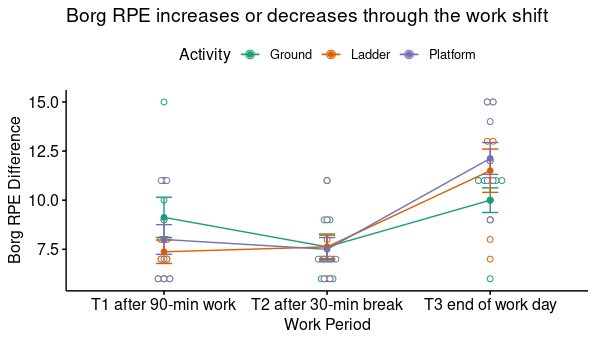 Borg RPE increases or decreases through the work shift
Activity Ground Ladder Platform
15.0
12.5
10.0
7.5
Borg RPE Difference
T1 after 90-min work T2 after 30-min break T3 end of work day
Work Period